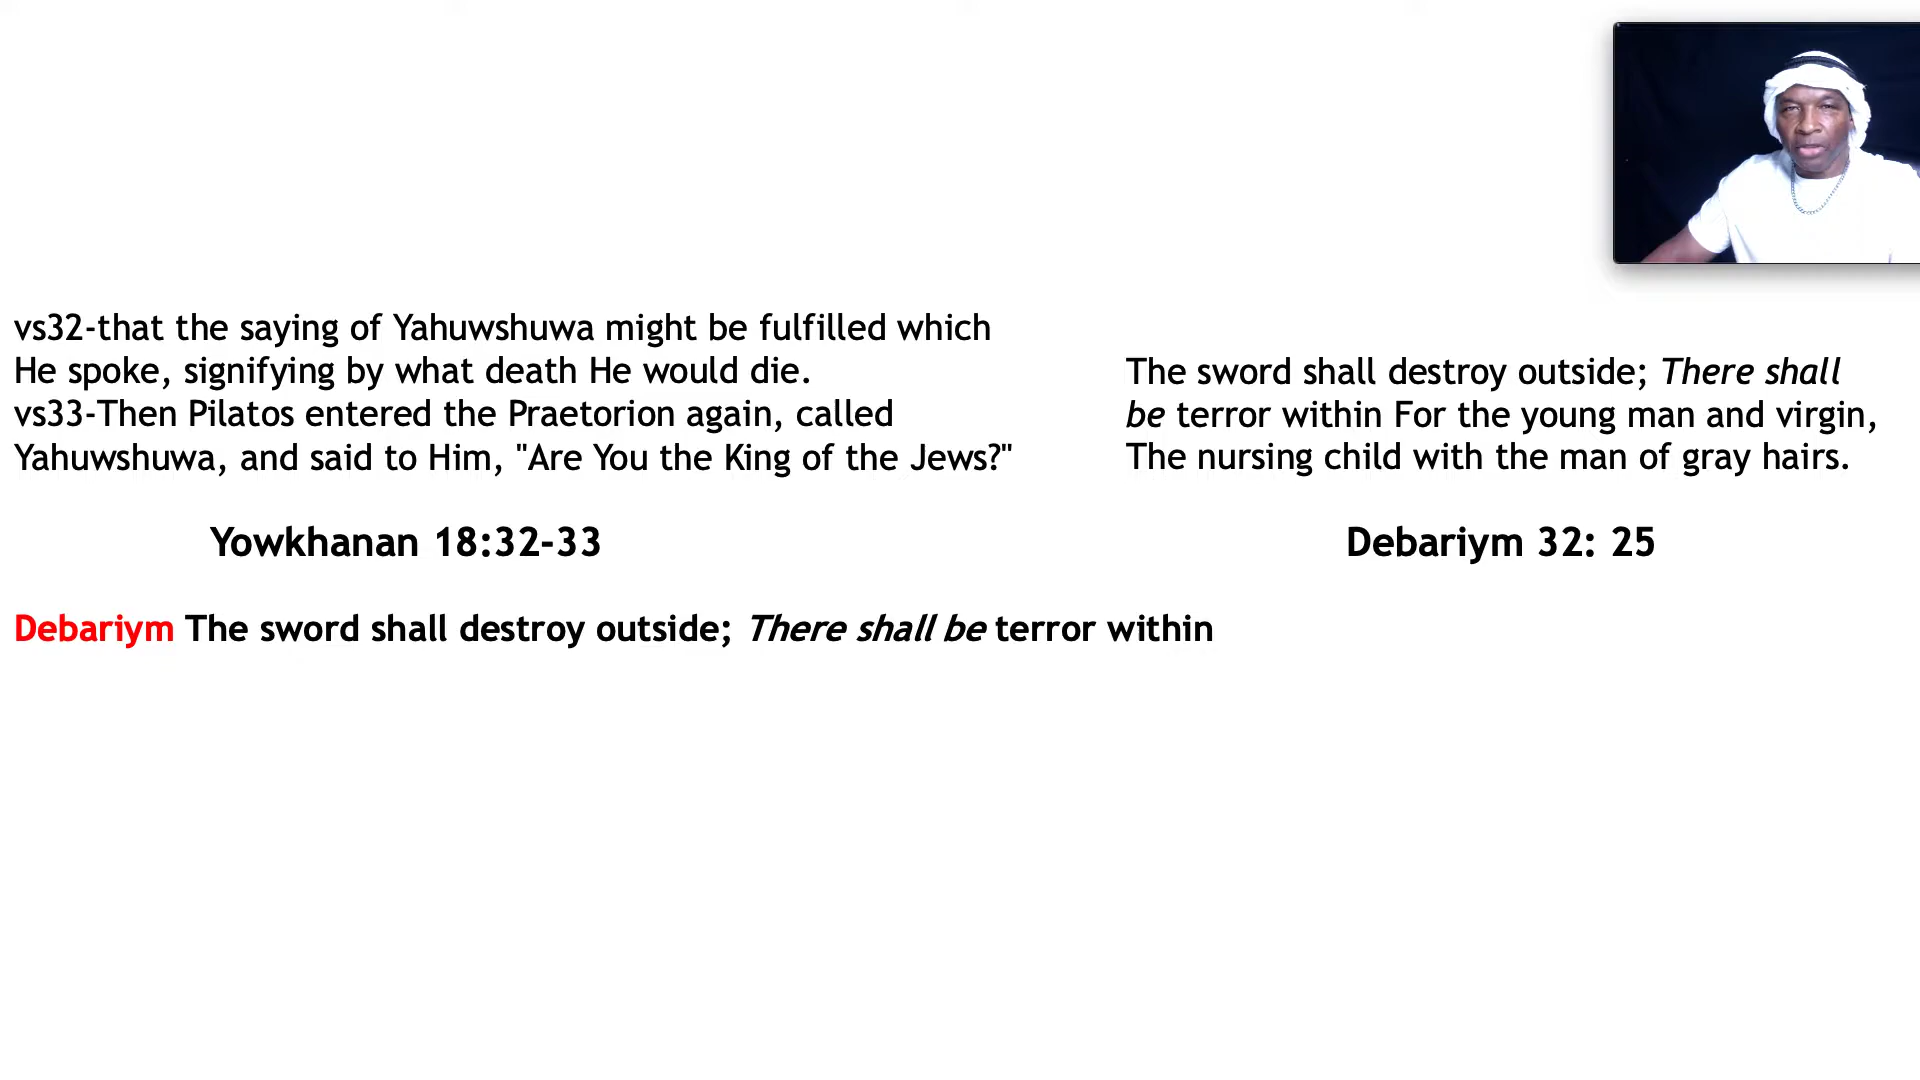 vs32-that the saying of Yahuwshuwa might be fulfilled which
He spoke, signifying by what death He would die.
vs33-Then Pilatos entered the Praetorion again, called
Yahuwshuwa, and said to Him, "Are You the King of the Jews?"
Yowkhanan 18:32-33
The sword shall destroy outside; There shall
be terror within For the young man and virgin,
The nursing child with the man of gray hairs.
Debariym 32: 25
Debariym The sword shall destroy outside; There shall be terror within